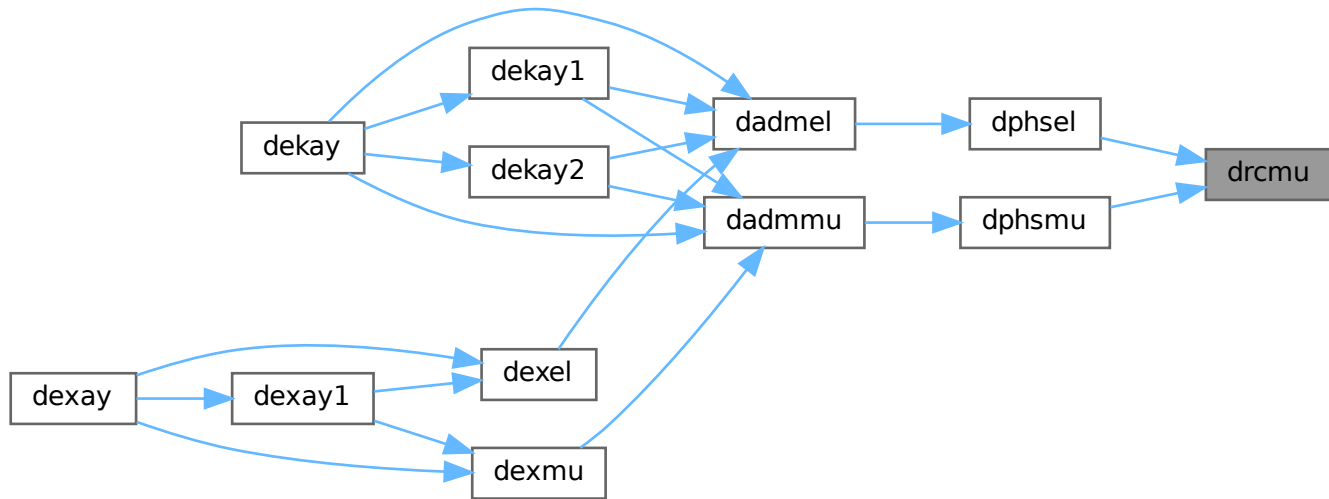 dekay1
dadmel
dphsel
dekay
dekay2
drcmu
dadmmu
dphsmu
dexel
dexay
dexay1
dexmu